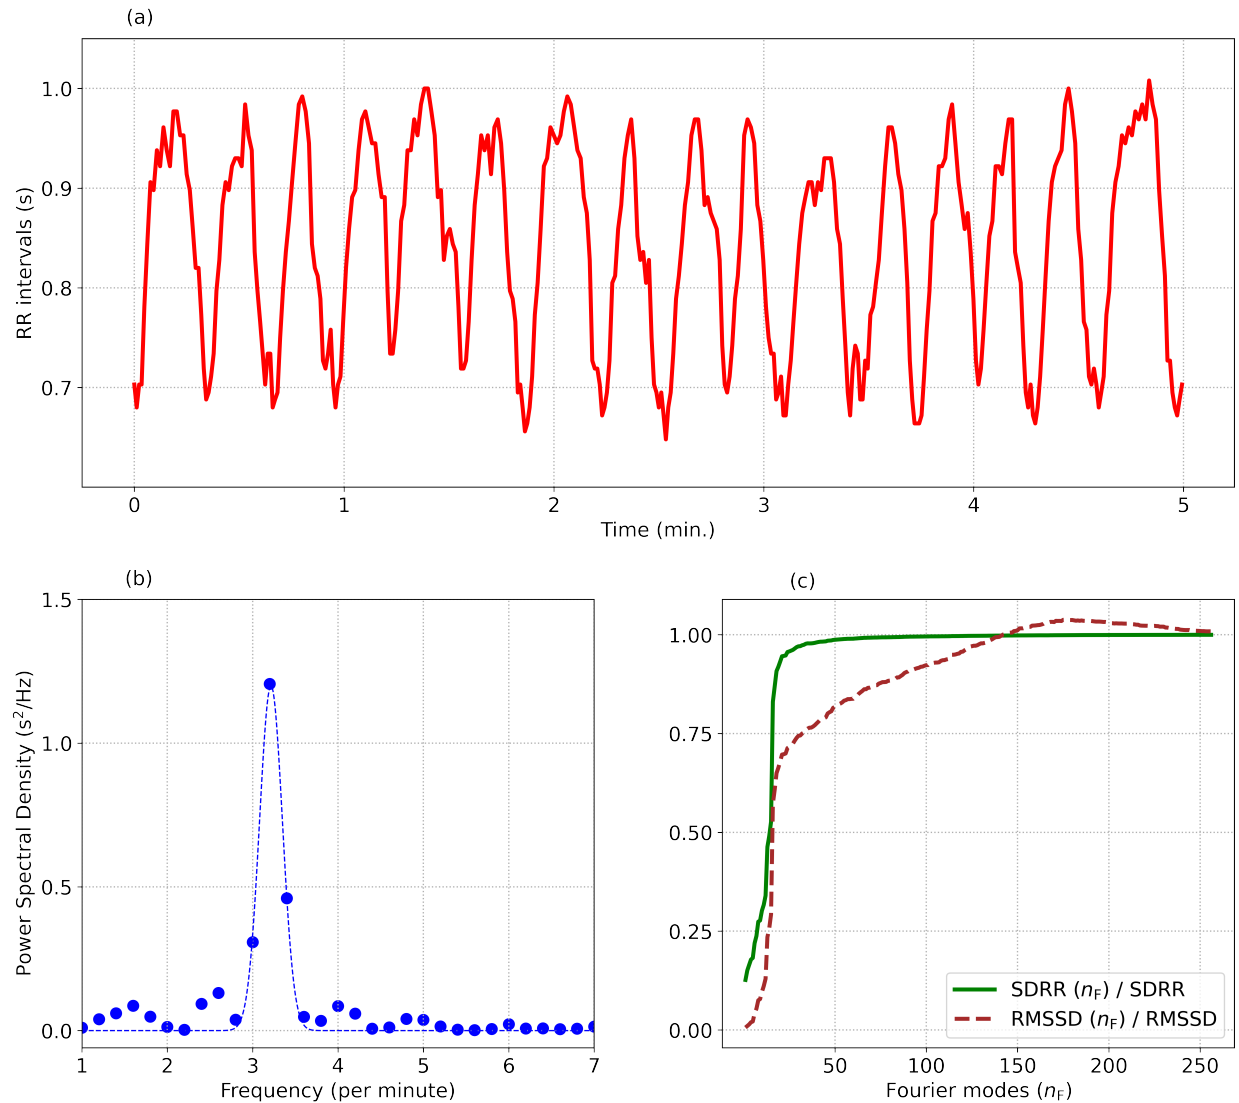 (a)
1.0
0.9
0.8
0.7
RR intervals (s)
0 1 2 3 4 5
Time (min.)
(b)
1.5
1.0
0.5
0.0
Power Spectral Density (s²/Hz)
1 2 3 4 5 6 7
Frequency (per minute)
(c)
1.00
0.75
0.50
0.25
0.00
SDRR (n_F) / SDRR
RMSSD (n_F) / RMSSD
50 100 150 200 250
Fourier modes (n_F)